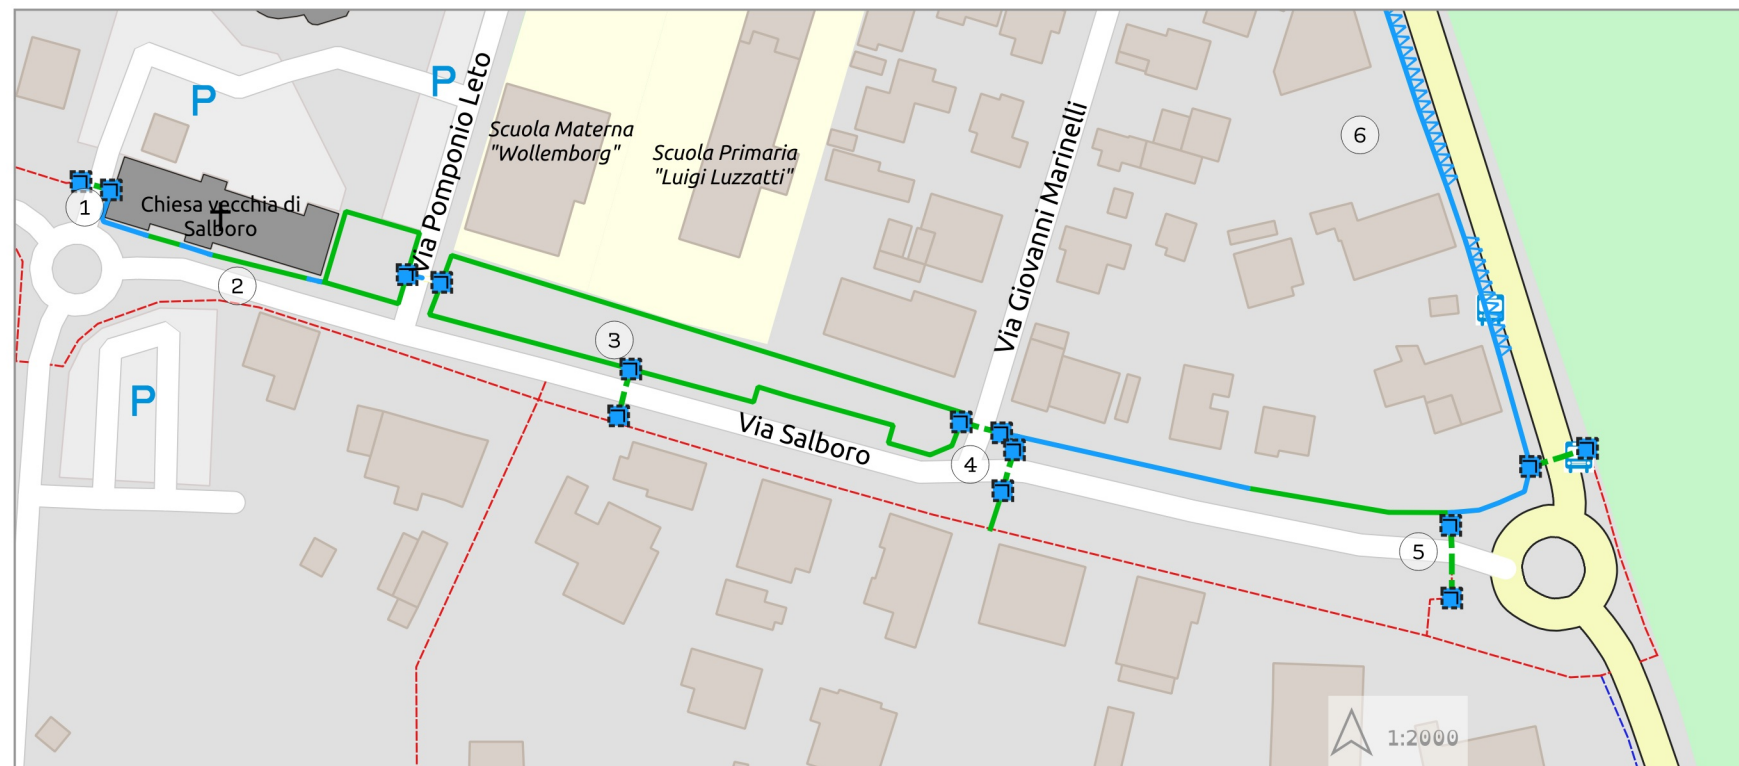 P
P
Via Pomponio Leto
Scuola Materna
"Wollemborg"
Scuola Primaria
"Luigi Luzzatti"
Via Giovanni Marinelli
6
1
Chiesa vecchia di
Salboro
2
3
P
Via Salboro
4
5
1:2000